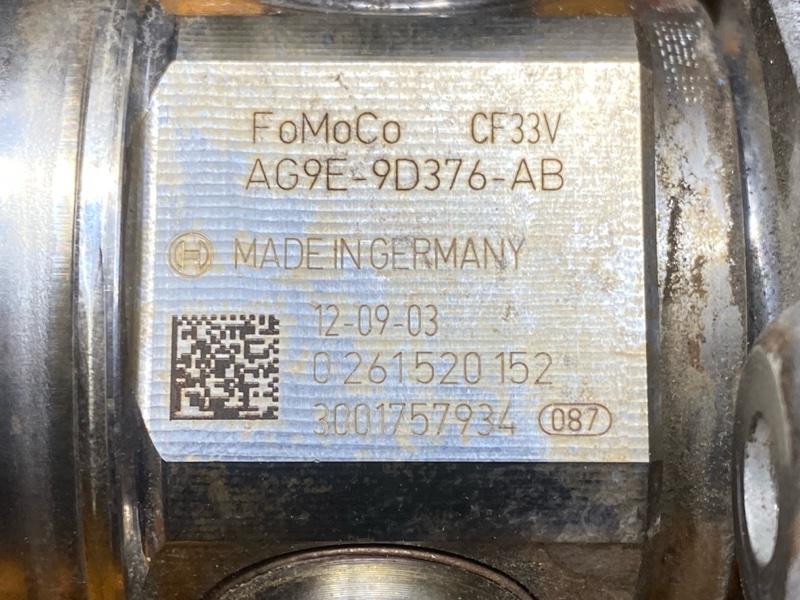 FoMoCo CF33V
AG9E-9D376-AB
MADE IN GERMANY
12-09-03
0 261 520 152
3001757934 087